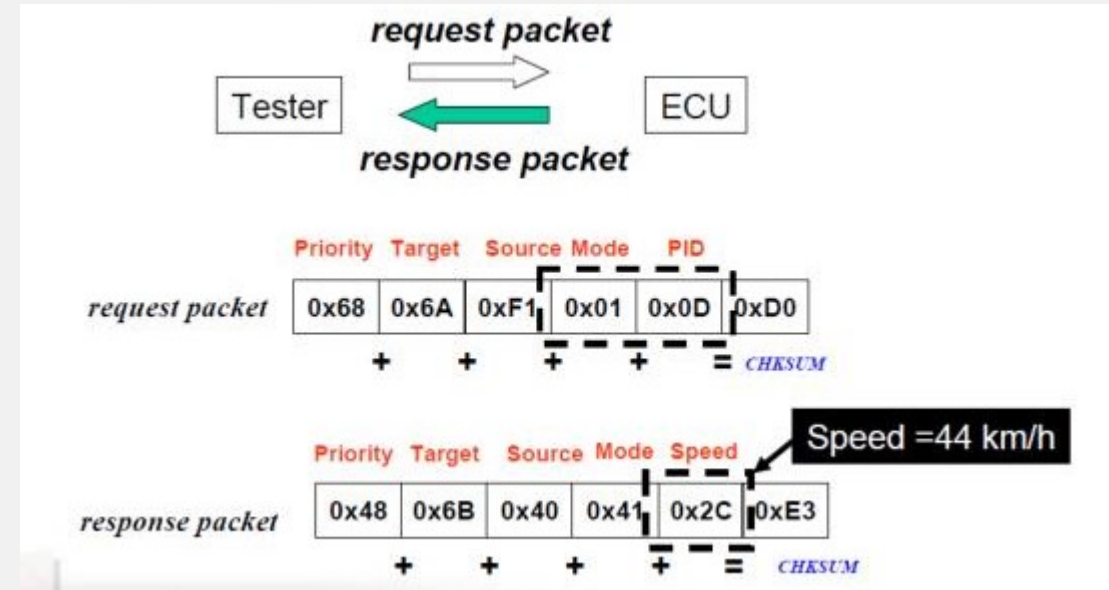 request packet
Tester
ECU
response packet
Priority Target Source Mode PID
request packet 0x68 0x6A 0xF1 0x01 0x0D 0xD0
+ + + + = CHKSUM
Speed =44 km/h
Priority Target Source Mode Speed
response packet 0x48 0x6B 0x40 0x41 0x2C 0xE3
+ + + + = CHKSUM